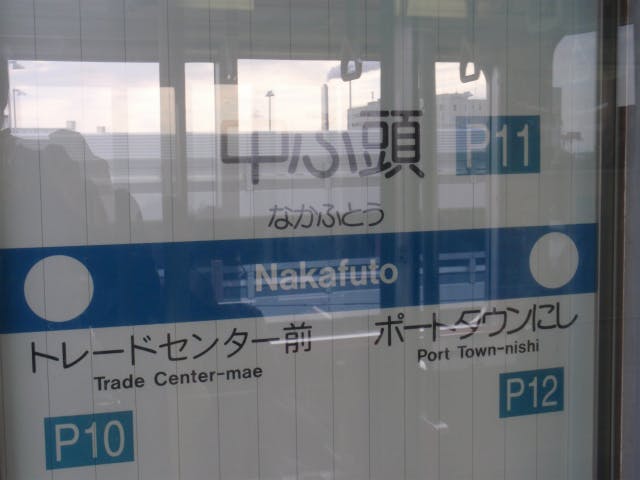 中ふ頭 P11
なかふとう
Nakafuto
トレードセンター前 ポートタウンにし
Trade Center-mae Port Town-nishi
P10 P12